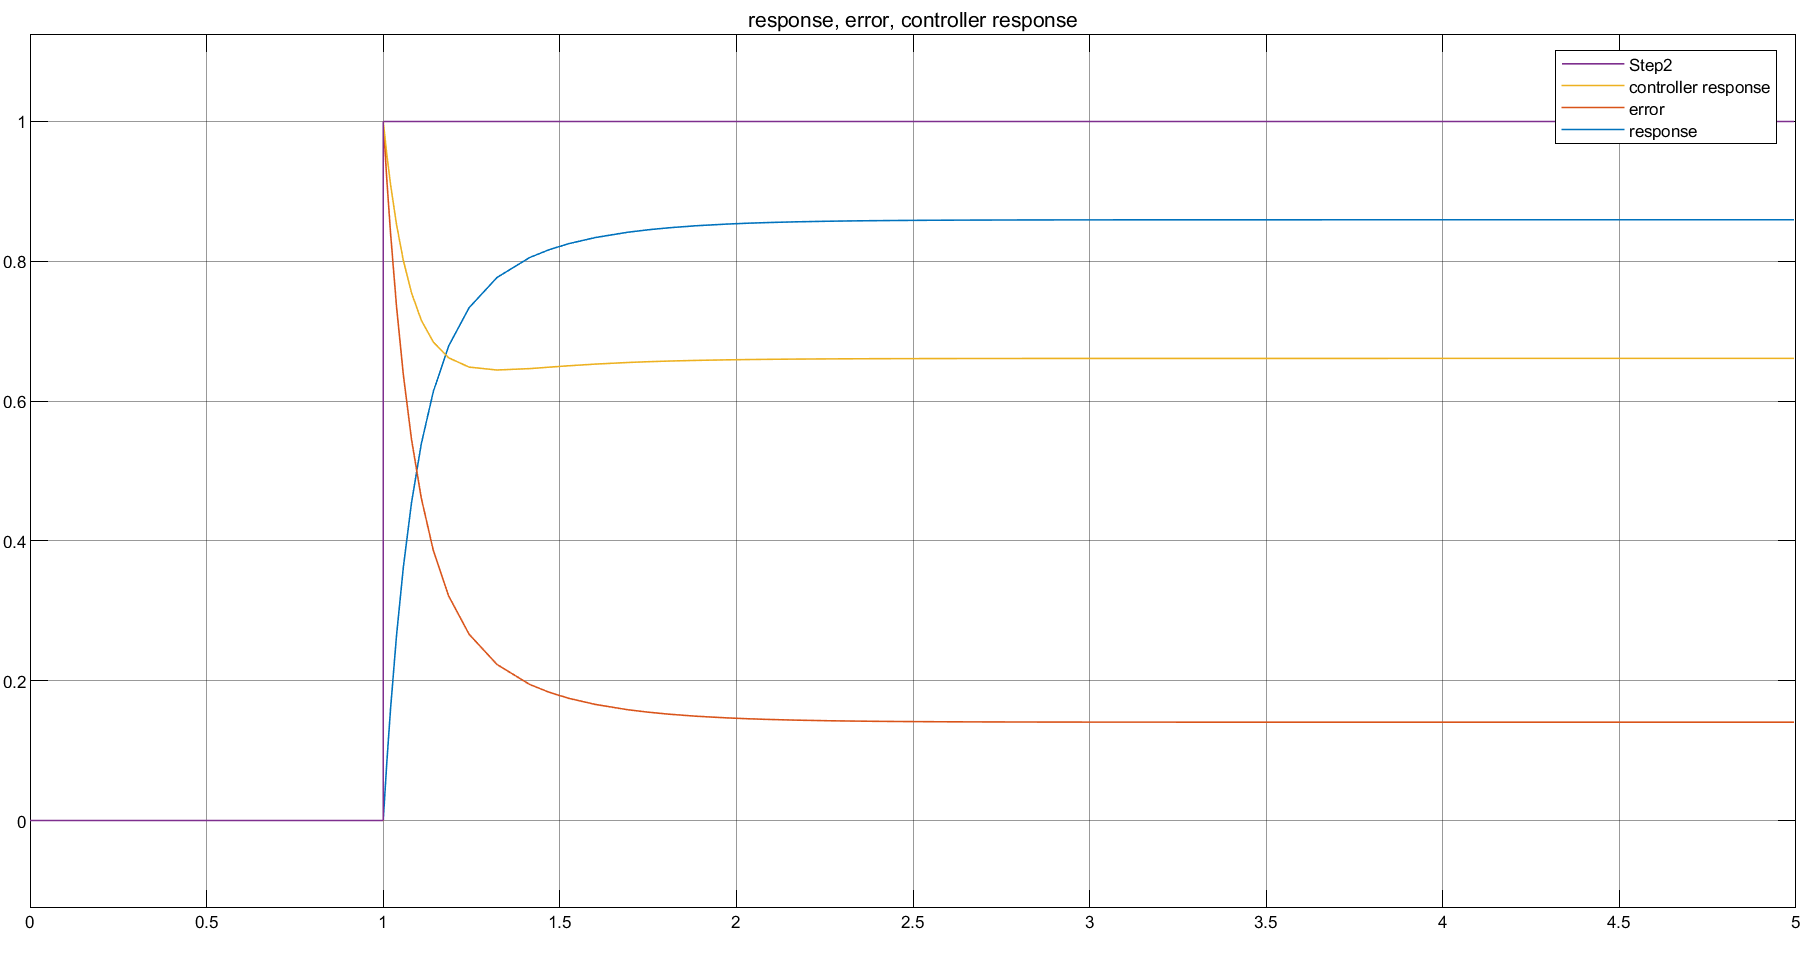 response, error, controller response
Step2
controller response
error
response
1
0.8
0.6
0.4
0.2
0
0 0.5 1 1.5 2 2.5 3 3.5 4 4.5 5